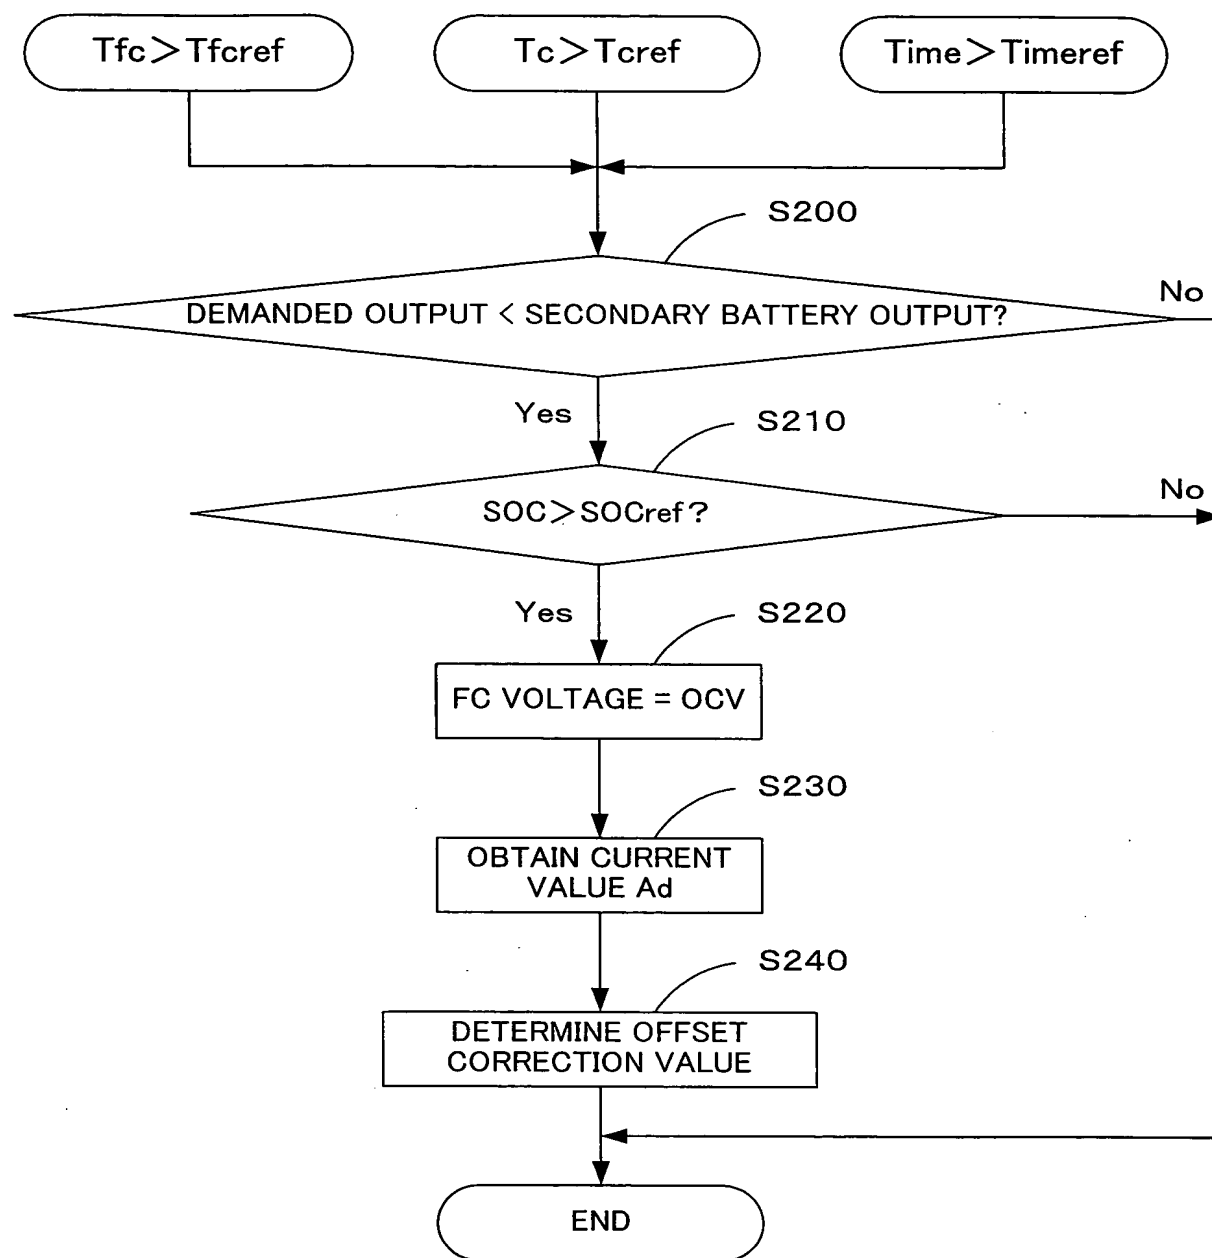 Tfc＞Tfcref
Tc＞Tcref
Time＞Timeref
S200
DEMANDED OUTPUT < SECONDARY BATTERY OUTPUT?
No
Yes
S210
SOC＞SOCref?
No
Yes
S220
FC VOLTAGE = OCV
S230
OBTAIN CURRENT
VALUE Ad
S240
DETERMINE OFFSET
CORRECTION VALUE
END